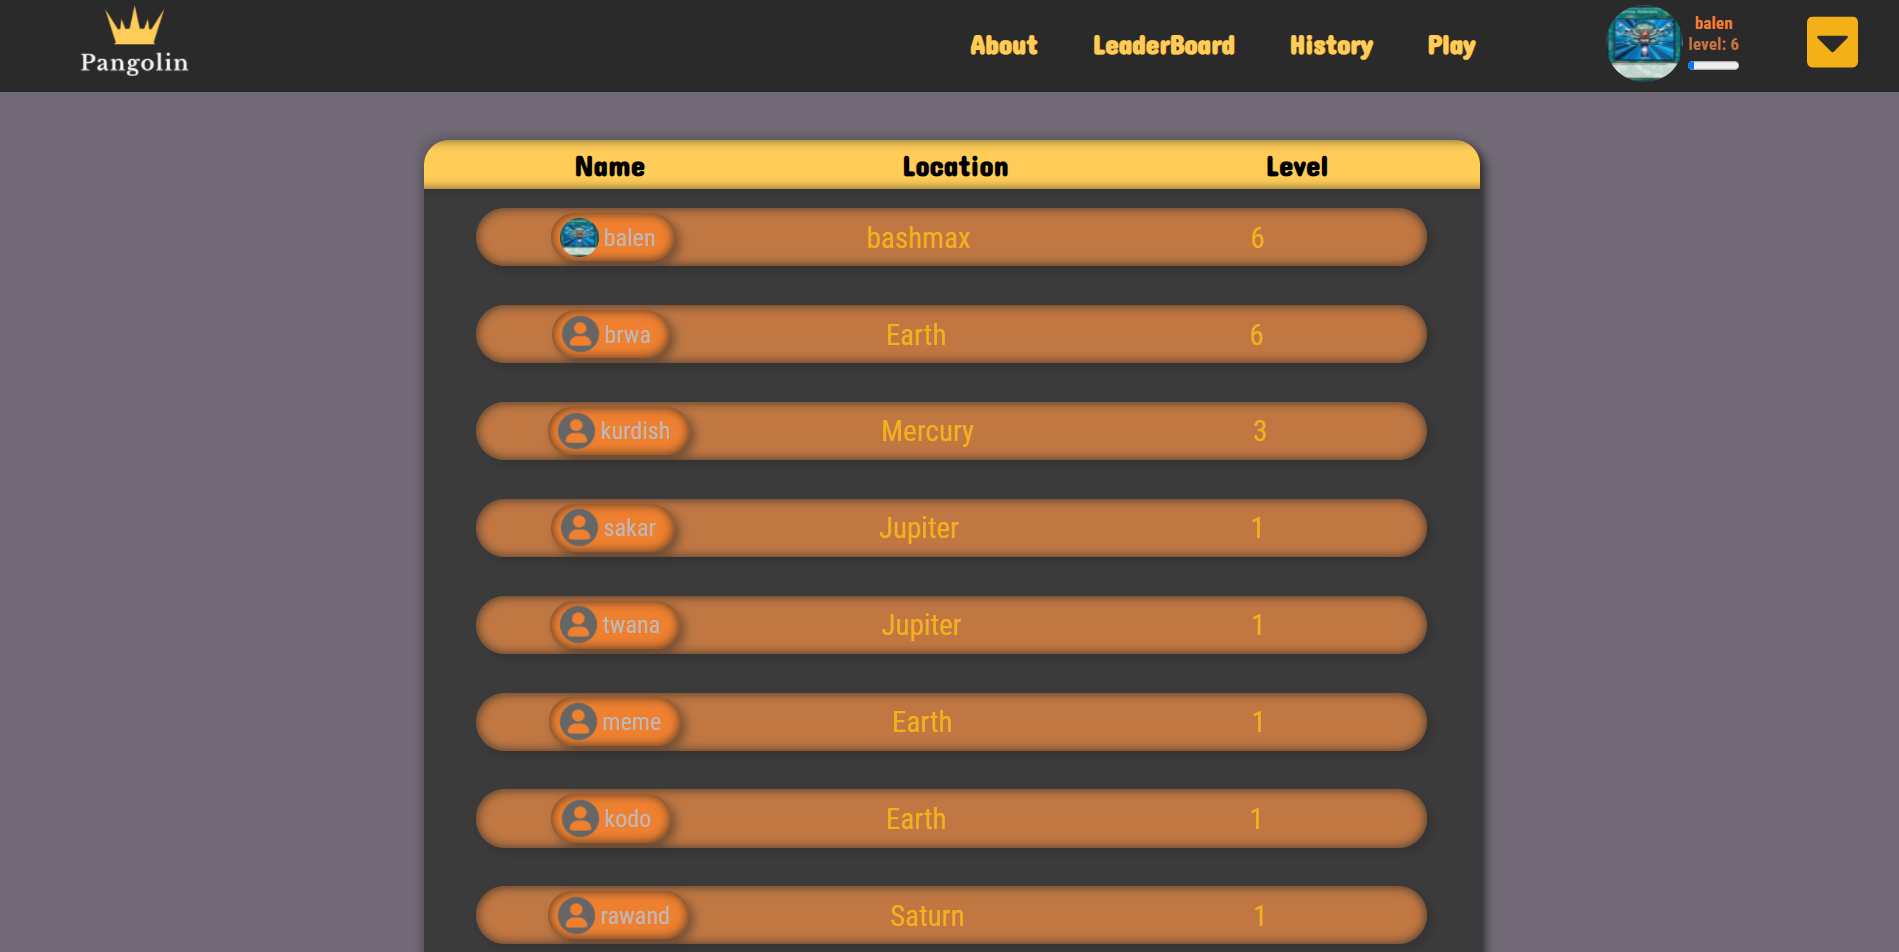 Pangolin
About LeaderBoard History Play
balen
level: 6
Name Location Level
balen bashmax 6
brwa Earth 6
kurdish Mercury 3
sakar Jupiter 1
twana Jupiter 1
meme Earth 1
kodo Earth 1
rawand Saturn 1